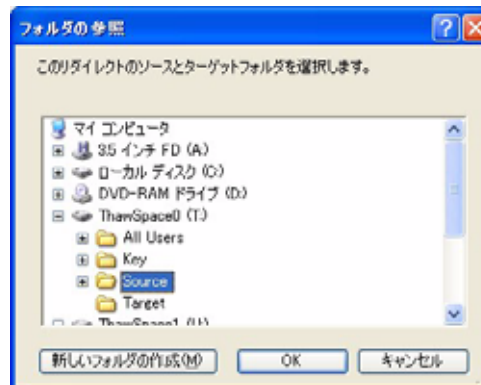 フォルダの参照
このリダイレクトのソースとターゲットフォルダを選択します。
マイ コンピュータ
3.5 インチ FD (A:)
ローカル ディスク (C:)
DVD-RAM ドライブ (D:)
ThawSpace0 (T:)
All Users
Key
Source
Target
ThawSpace1 (U:)
新しいフォルダの作成(M)
OK
キャンセル